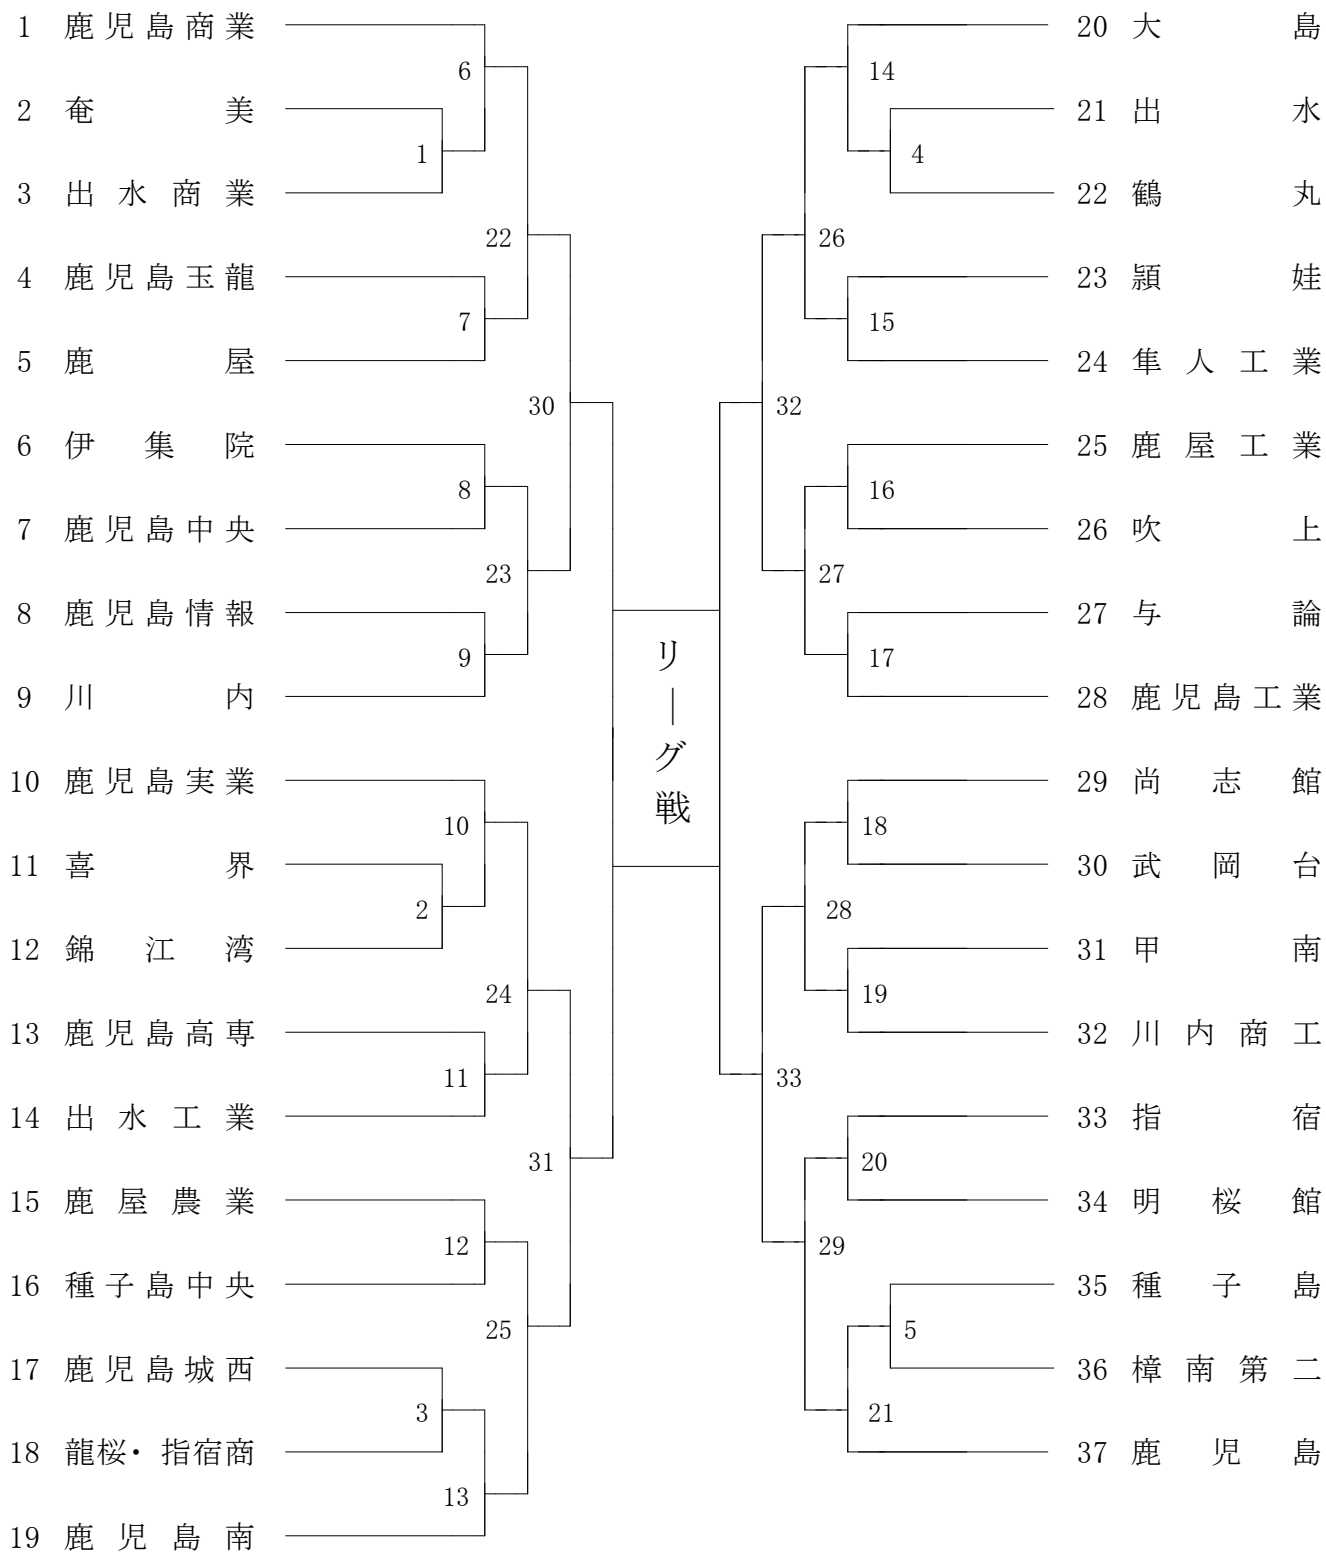 1 鹿児島商業
2 奄美
3 出水商業
4 鹿児島玉龍
5 鹿屋
6 伊集院
7 鹿児島中央
8 鹿児島情報
9 川内
10 鹿児島実業
11 喜界
12 錦江湾
13 鹿児島高専
14 出水工業
15 鹿屋農業
16 種子島中央
17 鹿児島城西
18 龍桜・指宿商
19 鹿児島南
6
1
22
7
30
8
23
9
10
2
24
11
31
12
25
3
13
リーグ戦
14
4
26
15
32
16
27
17
18
28
19
33
20
29
5
21
20 大島
21 出水
22 鶴丸
23 頴娃
24 隼人工業
25 鹿屋工業
26 吹上
27 与論
28 鹿児島工業
29 尚志館
30 武岡台
31 甲南
32 川内商工
33 指宿
34 明桜館
35 種子島
36 樟南第二
37 鹿児島